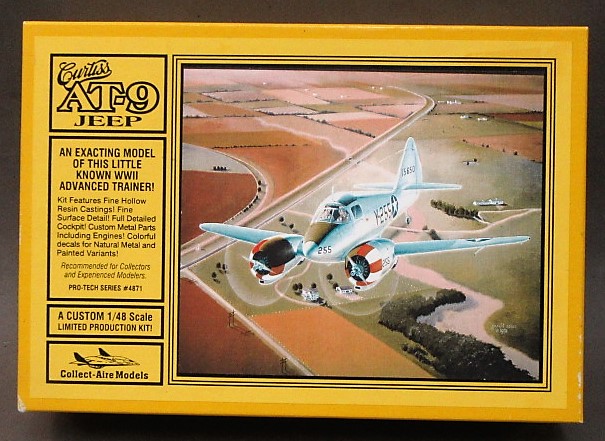 Curtiss
AT-9
JEEP
AN EXACTING MODEL
OF THIS LITTLE
KNOWN WWII
ADVANCED TRAINER!
Kit Features Fine Hollow
Resin Castings! Fine
Surface Detail! Full Detailed
Cockpit! Custom Metal Parts
Including Engines! Colorful
decals for Natural Metal and
Painted Variants!
Recommended for Collectors
and Experienced Modelers.
PRO-TECH SERIES #4871
A CUSTOM 1/48 Scale
LIMITED PRODUCTION KIT!
Collect-Aire Models
Y-255
255
255